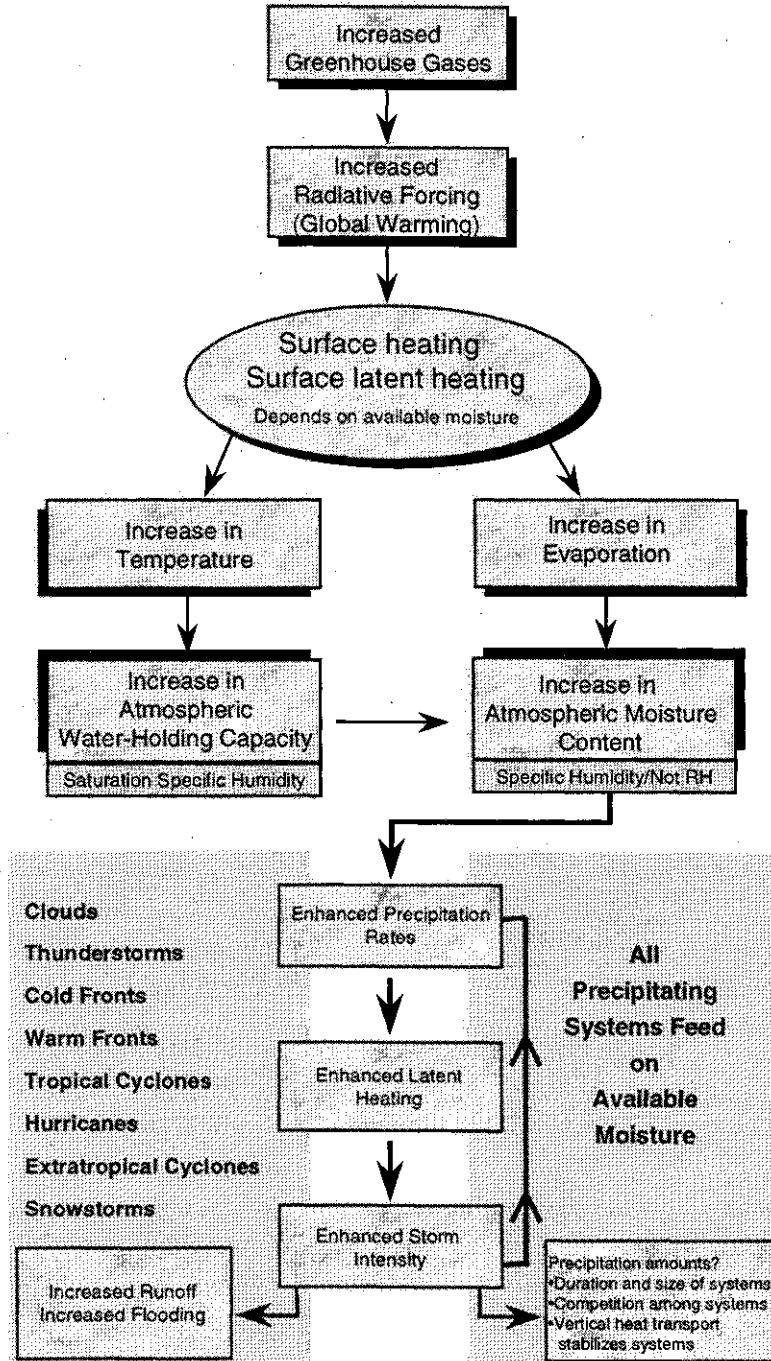 Increased
Greenhouse Gases
Increased
Radiative Forcing
(Global Warming)
Surface heating
Surface latent heating
Depends on available moisture
Increase in
Temperature
Increase in
Evaporation
Increase in
Atmospheric
Water-Holding Capacity
Saturation Specific Humidity
Increase in
Atmospheric Moisture
Content
Specific Humidity/Not RH
Clouds
Thunderstorms
Cold Fronts
Warm Fronts
Tropical Cyclones
Hurricanes
Extratropical Cyclones
Snowstorms
Enhanced Precipitation
Rates
Enhanced Latent
Heating
Enhanced Storm
Intensity
All
Precipitating
Systems Feed
on
Available
Moisture
Increased Runoff
Increased Flooding
Precipitation amounts?
•Duration and size of systems
•Competition among systems
•Vertical heat transport
stabilizes systems